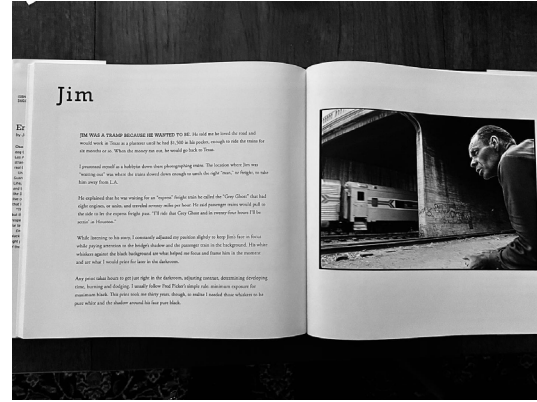 Jim
JIM WAS A TRAMP BECAUSE HE WANTED TO BE. He told me he loved the road and
would work in Texas as a plasterer until he had $1,500 in his pocket, enough to ride the trains for
six months or so. When the money ran out, he would go back to Texas.
I presented myself as a hobbyist down there photographing trains. The location where Jim was
"waiting out" was where the trains slowed down enough to catch the right "man," or freight, to take
him away from L.A.
He explained that he was waiting for an "express" freight train he called the "Grey Ghost" that had
eight engines, or units, and traveled seventy miles per hour. He said passenger trains would pull to
the side to let the express freight pass. "I'll ride that Grey Ghost and in twenty-four hours I'll be
in Houston."
While listening to his story, I constantly adjusted my position slightly to keep Jim's face in focus
while paying attention to the bridge's shadow and the passenger train in the background. His white
whiskers against the black background are what helped me focus and frame him in the moment
and see what I would print for later in the darkroom.
Any print takes hours to get just right in the darkroom, adjusting contrast, determining developing
time, burning and dodging. I usually follow Fred Picker's simple rule: minimum exposure for
maximum black. This print took me thirty years, though, to realize I needed those whiskers to be
pure white and the shadow around his face pure black.